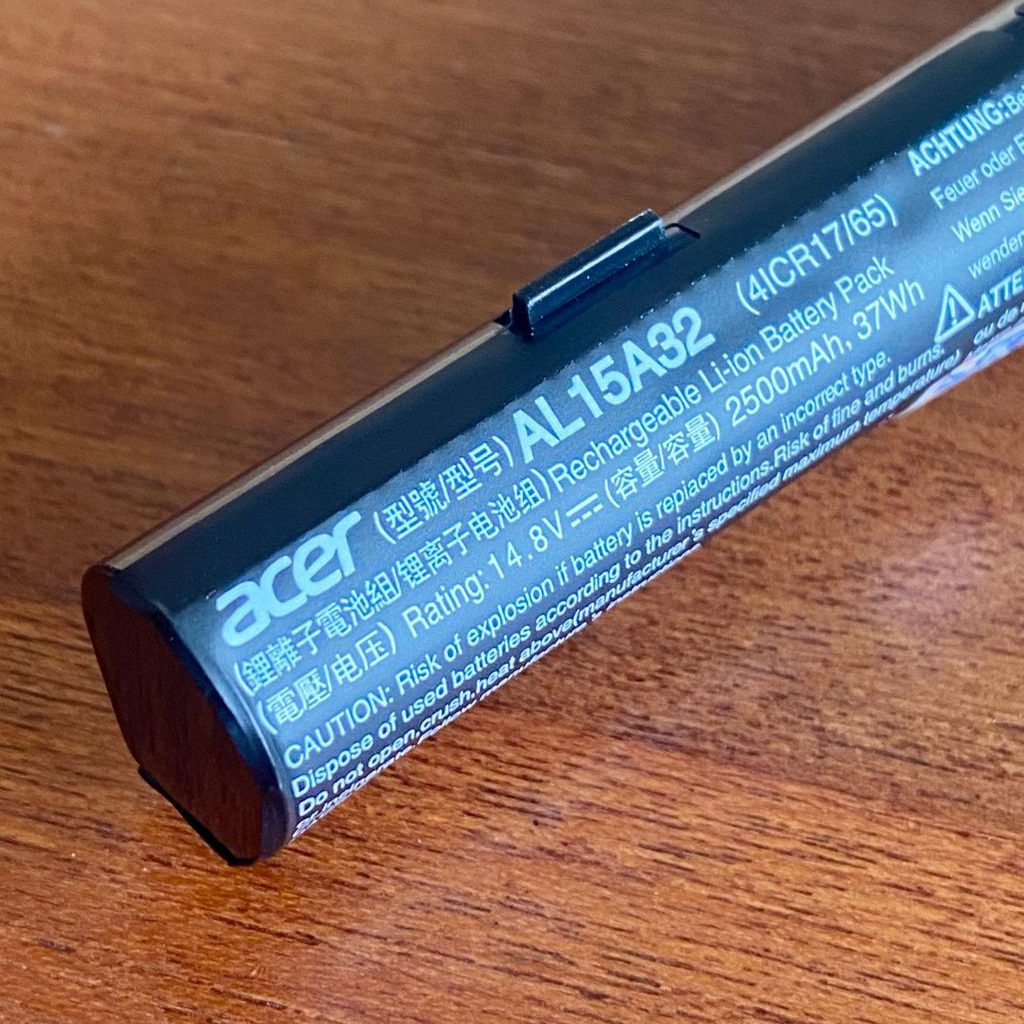 acer (型號/型号) AL15A32 (4ICR17/65)
(鋰離子電池組/锂离子电池组)Rechargeable Li-ion Battery Pack
(電壓/电压) Rating: 14.8V⎓(容量/容量) 2500mAh, 37Wh
CAUTION: Risk of explosion if battery is replaced by an incorrect type.
Dispose of used batteries according to the instructions.Risk of fine and burns.
Do not open,crush,heat above(manufacturer's specified maximum temperature)
ACHTUNG:
Feuer oder
Wenn Sie
ou de